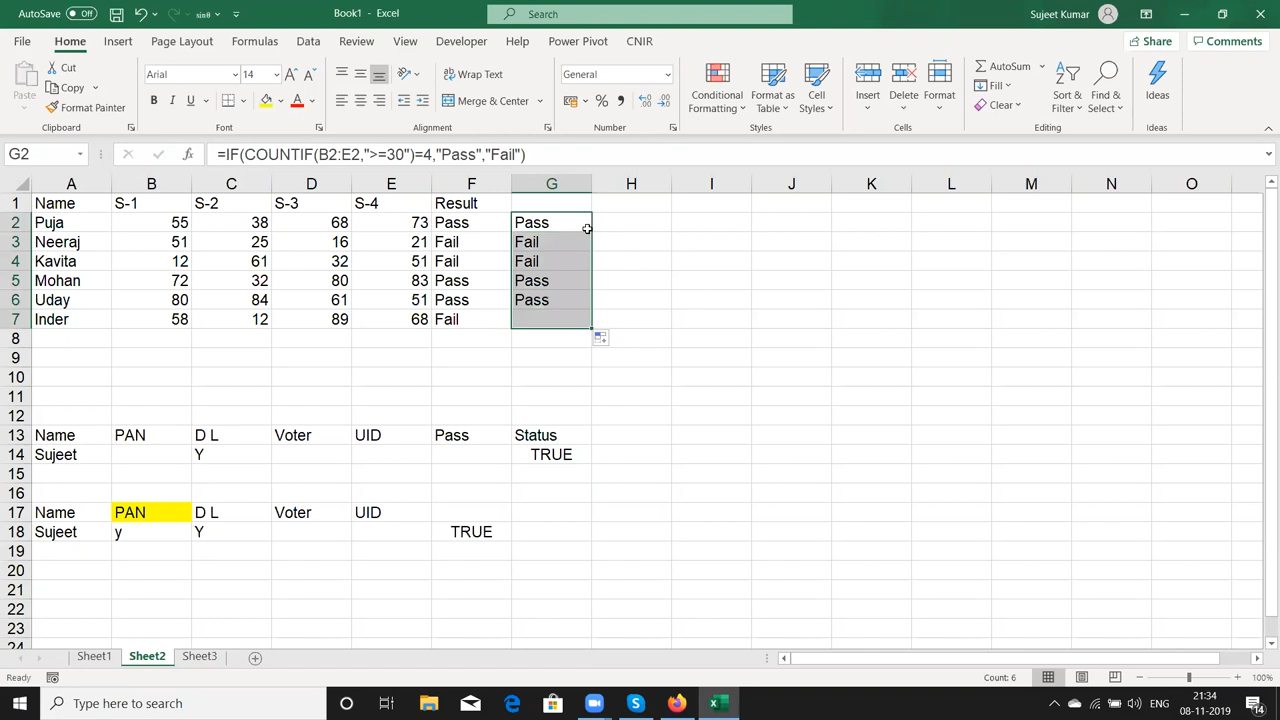 AutoSave Off
Book1 - Excel
Search
Sujeet Kumar
File Home Insert Page Layout Formulas Data Review View Developer Help Power Pivot CNIR
Share Comments
Paste
Cut
Copy
Format Painter
Clipboard
Arial 14
B I U
Font
Wrap Text
Merge & Center
Alignment
General
Number
Conditional Formatting
Format as Table
Cell Styles
Styles
Insert Delete Format
Cells
AutoSum
Fill
Clear
Sort & Filter
Find & Select
Editing
Ideas
Ideas
G2 fx =IF(COUNTIF(B2:E2,">=30")=4,"Pass","Fail")
A B C D E F G H I J K L M N O
1 Name S-1 S-2 S-3 S-4 Result
2 Puja 55 38 68 73 Pass Pass
3 Neeraj 51 25 16 21 Fail Fail
4 Kavita 12 61 32 51 Fail Fail
5 Mohan 72 32 80 83 Pass Pass
6 Uday 80 84 61 51 Pass Pass
7 Inder 58 12 89 68 Fail
8
9
10
11
12
13 Name PAN D L Voter UID Pass Status
14 Sujeet Y TRUE
15
16
17 Name PAN D L Voter UID
18 Sujeet y Y TRUE
19
20
21
22
23
24
Sheet1 Sheet2 Sheet3
Ready
Count: 6
100%
Type here to search
ENG
21:34
08-11-2019